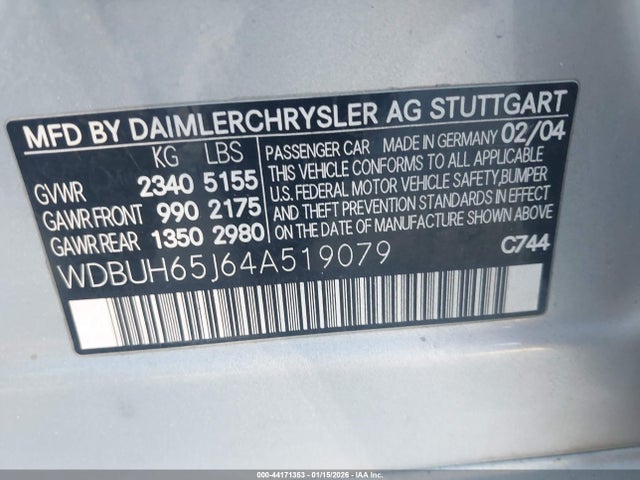 MFD BY DAIMLERCHRYSLER AG STUTTGART
KG LBS
GVWR 2340 5155
GAWR FRONT 990 2175
GAWR REAR 1350 2980
PASSENGER CAR MADE IN GERMANY 02/04
THIS VEHICLE CONFORMS TO ALL APPLICABLE
U.S. FEDERAL MOTOR VEHICLE SAFETY,BUMPER
AND THEFT PREVENTION STANDARDS IN EFFECT
ON THE DATE OF MANUFACTURE SHOWN ABOVE.
C744
WDBUH65J64A519079
000-44171353 - 01/15/2026 - IAA Inc.